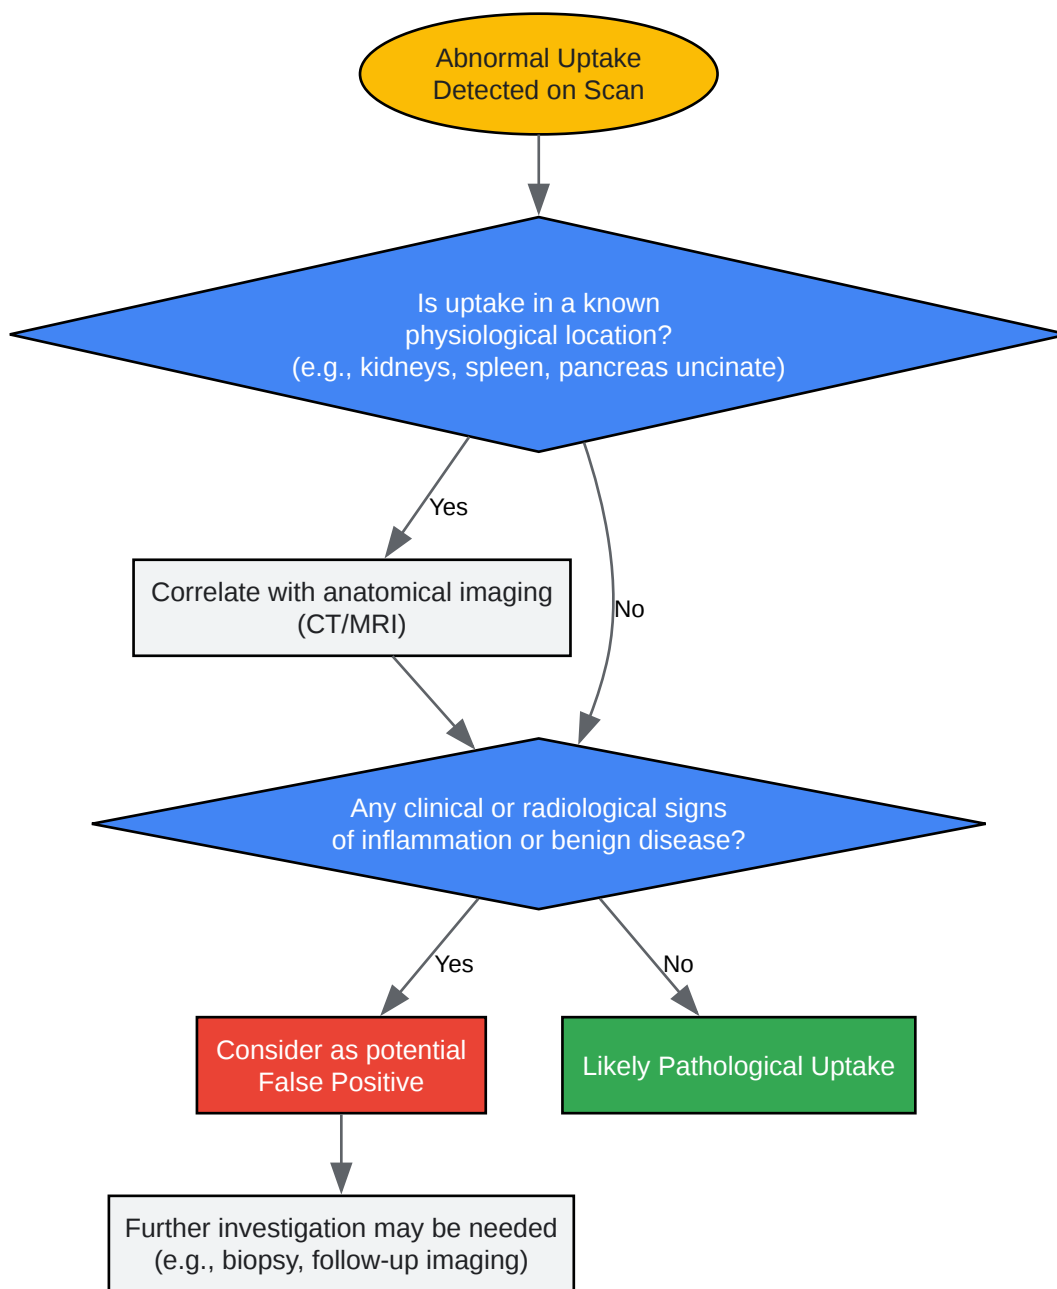 Abnormal Uptake
Detected on Scan
Is uptake in a known
physiological location?
(e.g., kidneys, spleen, pancreas uncinate)
Yes
Correlate with anatomical imaging
(CT/MRI)
No
Any clinical or radiological signs
of inflammation or benign disease?
Yes
No
Consider as potential
False Positive
Likely Pathological Uptake
Further investigation may be needed
(e.g., biopsy, follow-up imaging)